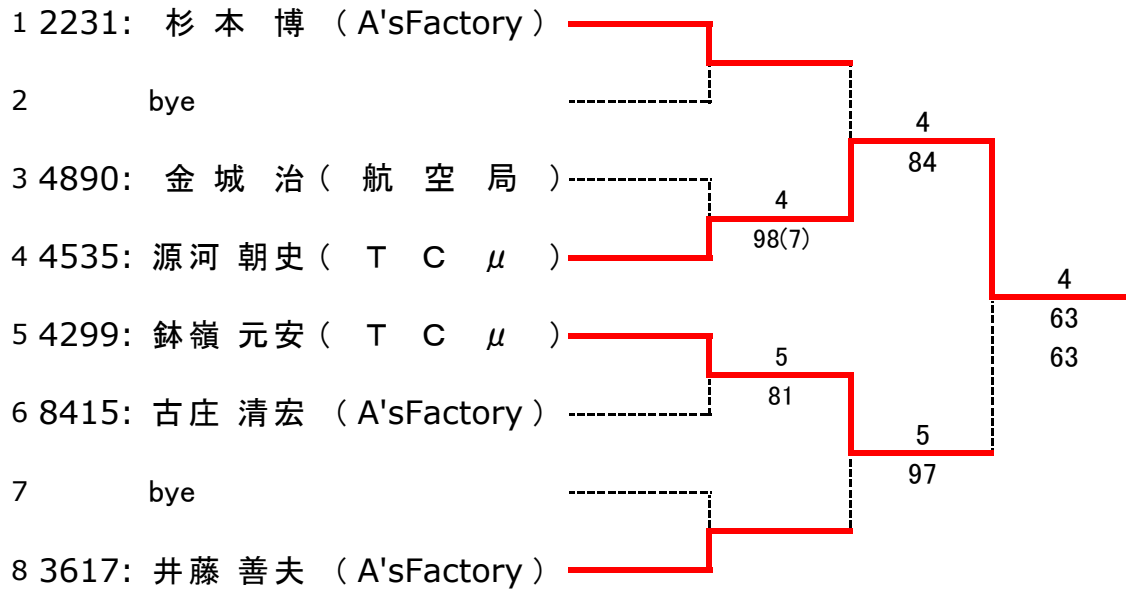 1 2231: 杉本 博 ( A'sFactory )
2 bye
3 4890: 金城 治 ( 航空局 )
4 4535: 源河 朝史 ( T C μ )
5 4299: 鉢嶺 元安 ( T C μ )
6 8415: 古庄 清宏 ( A'sFactory )
7 bye
8 3617: 井藤 善夫 ( A'sFactory )
4
98(7)
5
81
4
84
5
97
4
63
63